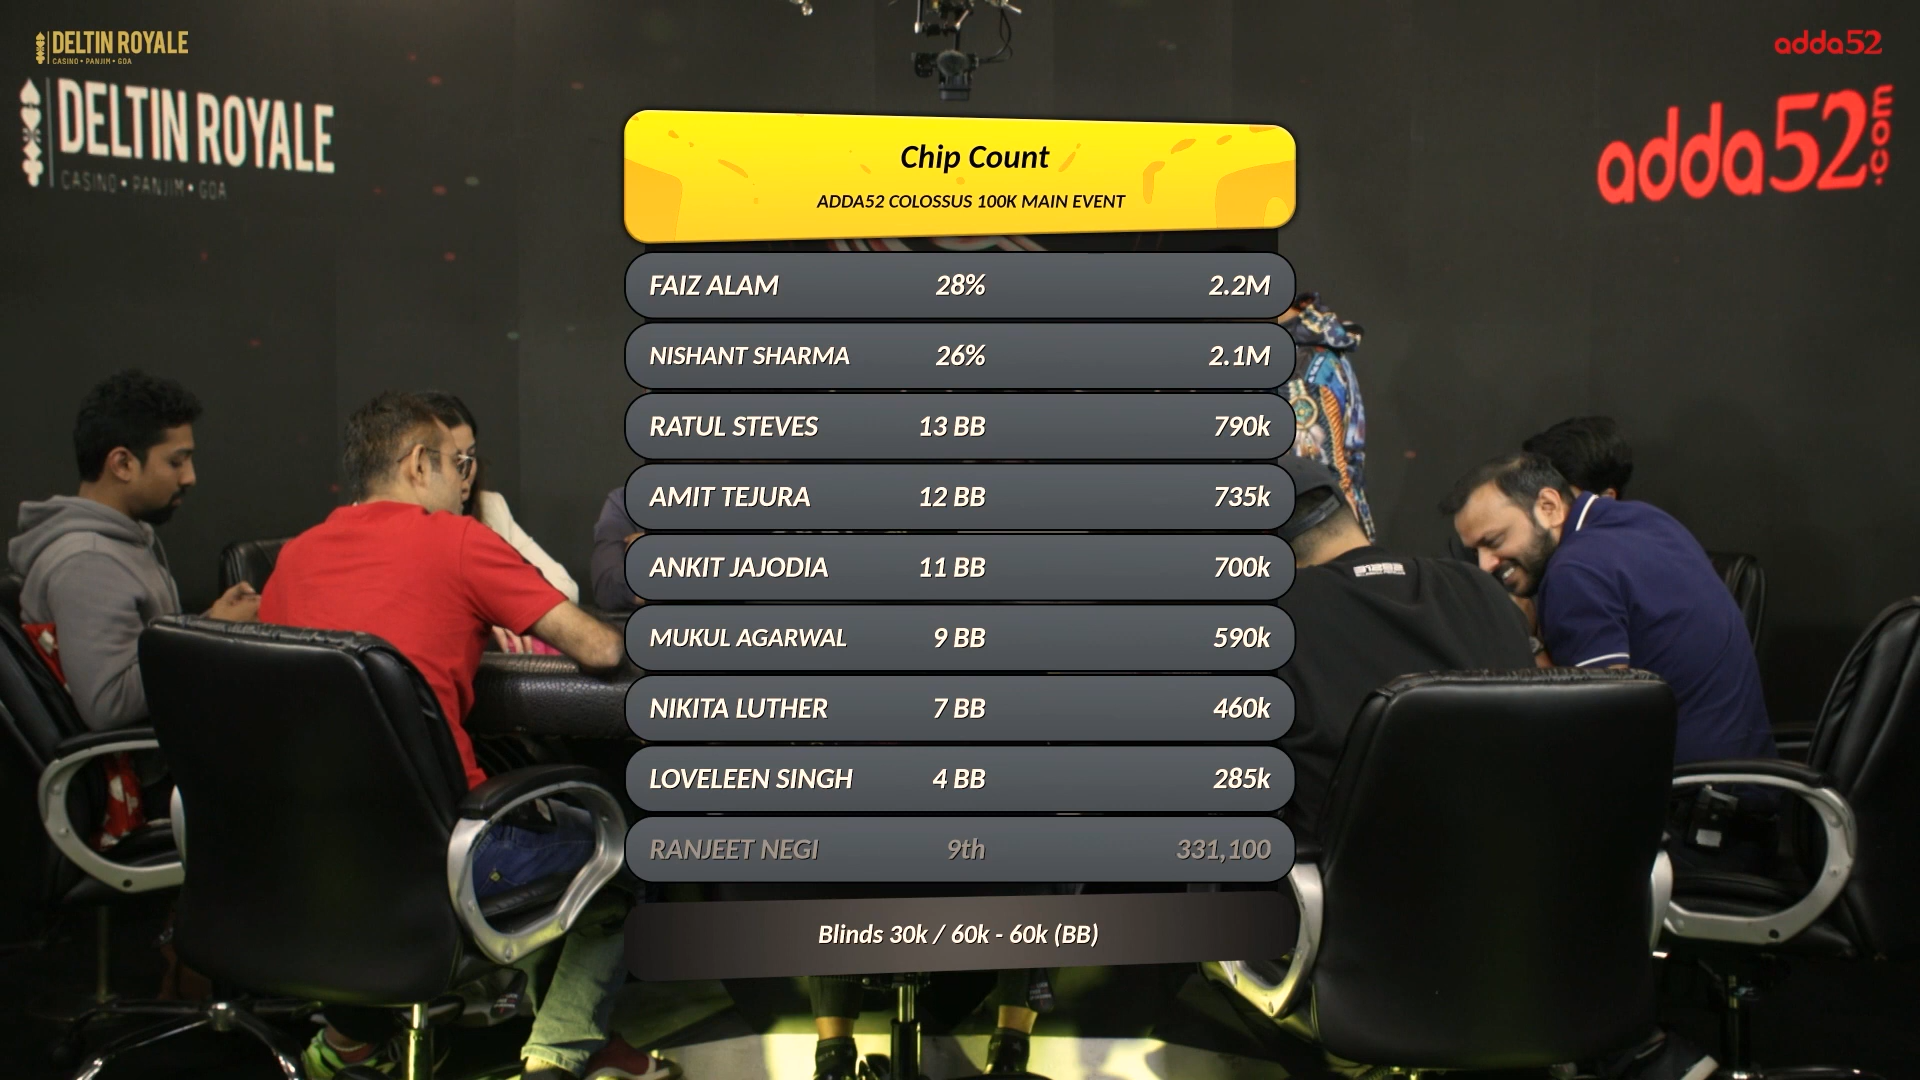 DELTIN ROYALE
CASINO • PANJIM • GOA
adda52
DELTIN ROYALE
CASINO • PANJIM • GOA
adda52.com
Chip Count
ADDA52 COLOSSUS 100K MAIN EVENT
FAIZ ALAM 28% 2.2M
NISHANT SHARMA 26% 2.1M
RATUL STEVES 13 BB 790k
AMIT TEJURA 12 BB 735k
ANKIT JAJODIA 11 BB 700k
MUKUL AGARWAL 9 BB 590k
NIKITA LUTHER 7 BB 460k
LOVELEEN SINGH 4 BB 285k
RANJEET NEGI 9th 331,100
Blinds 30k / 60k - 60k (BB)